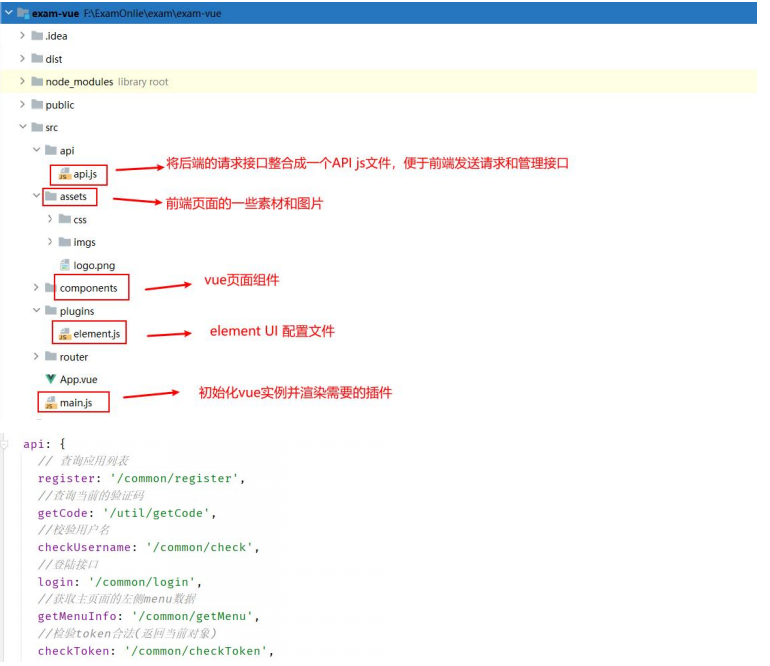 exam-vue F:\ExamOnlie\exam\exam-vue
.idea
dist
node_modules library root
public
src
api
api.js
将后端的请求接口整合成一个API js文件，便于前端发送请求和管理接口
assets
前端页面的一些素材和图片
css
imgs
logo.png
components
vue页面组件
plugins
element.js
element UI 配置文件
router
App.vue
main.js
初始化vue实例并渲染需要的插件
api: {
// 查询应用列表
register: '/common/register',
//查询当前的验证码
getCode: '/util/getCode',
//校验用户名
checkUsername: '/common/check',
//登陆接口
login: '/common/login',
//获取主页面的左侧menu数据
getMenuInfo: '/common/getMenu',
//检验token合法(返回当前对象)
checkToken: '/common/checkToken',